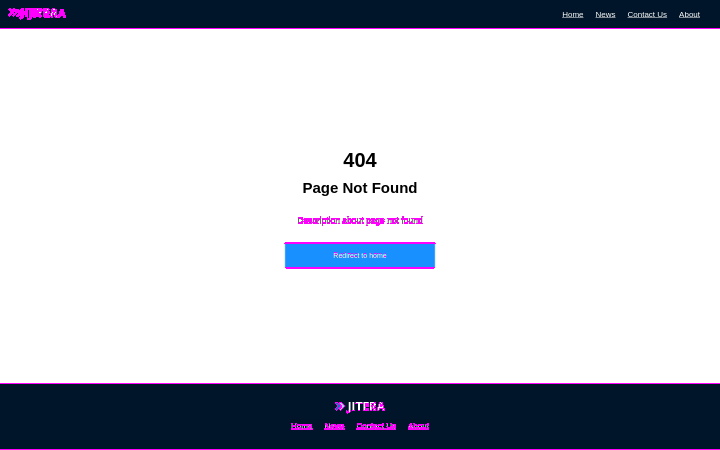 JITERA
Home News Contact Us About
404
Page Not Found
Description about page not found
Redirect to home
JITERA
Home News Contact Us About